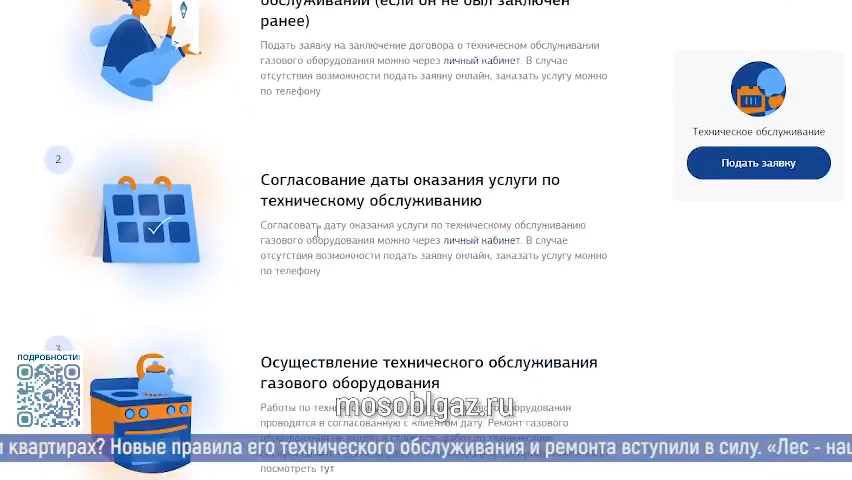 обслуживании (если он не был заключен
ранее)
Подать заявку на заключение договора о техническом обслуживании
газового оборудования можно через личный кабинет. В случае
отсутствия возможности подать заявку онлайн, заказать услугу можно
по телефону
Техническое обслуживание
Подать заявку
2
Согласование даты оказания услуги по
техническому обслуживанию
Согласовать дату оказания услуги по техническому обслуживанию
газового оборудования можно через личный кабинет. В случае
отсутствия возможности подать заявку онлайн, заказать услугу можно
по телефону
3
ПОДРОБНОСТИ:
Осуществление технического обслуживания
газового оборудования
mosoblgaz.ru
Работы по оборудования
проводятся в согласованную с клиентом дату. Ремонт газового
квартирах? Новые правила его технического обслуживания и ремонта вступили в силу. «Лес - наш
посмотреть тут